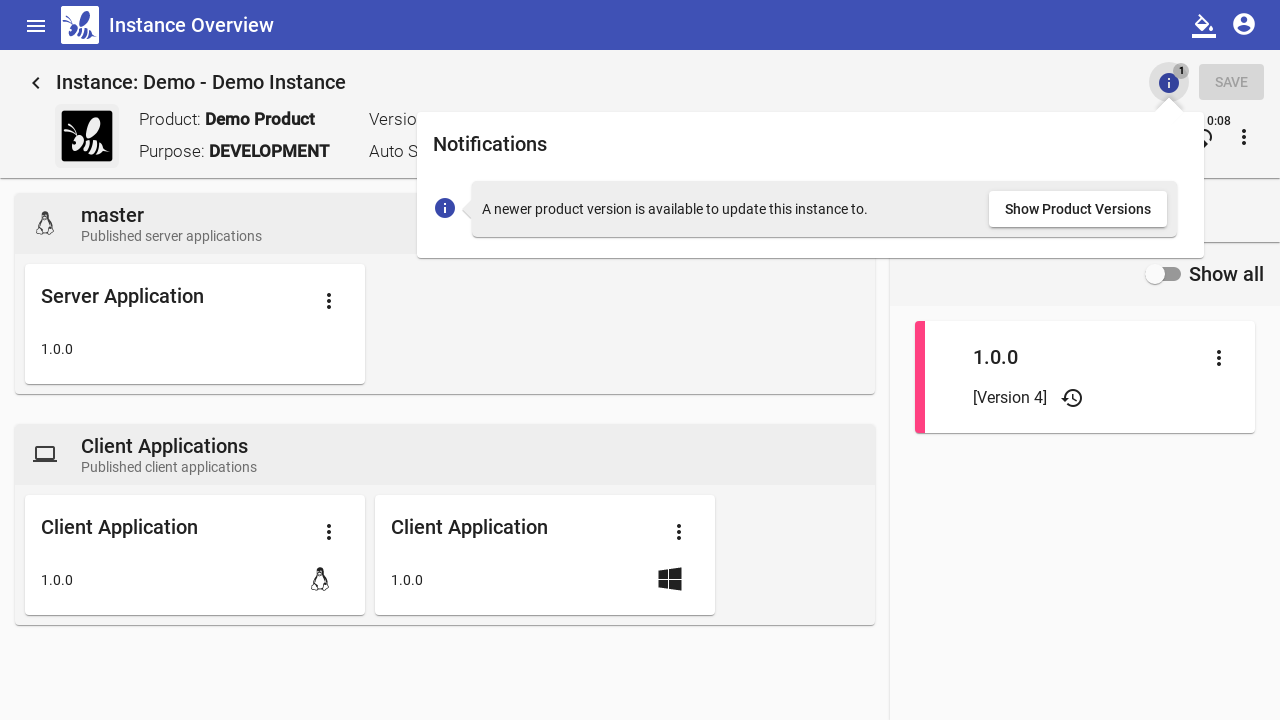 Instance Overview
Instance: Demo - Demo Instance
1
SAVE
Product: Demo Product
Purpose: DEVELOPMENT
0:08
Notifications
A newer product version is available to update this instance to.
Show Product Versions
master
Published server applications
Server Application
1.0.0
Show all
1.0.0
[Version 4]
Client Applications
Published client applications
Client Application
1.0.0
Client Application
1.0.0